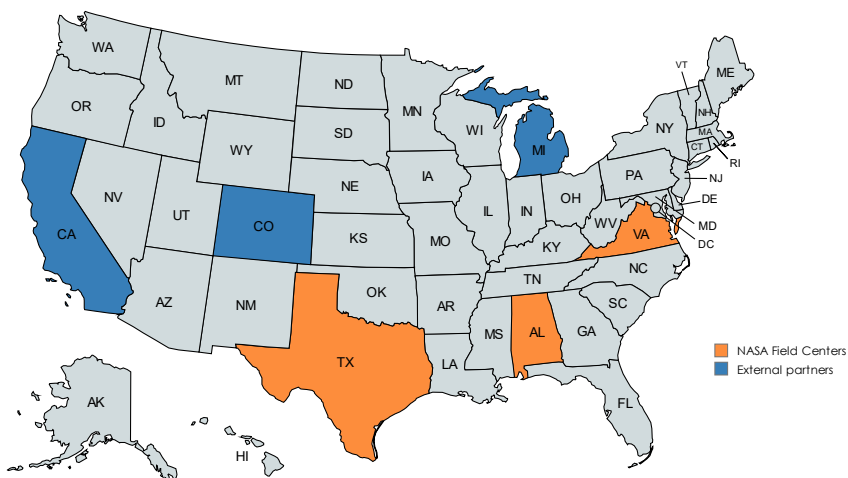 WA
MT
ND
MN
VT
ME
OR
ID
SD
WI
NH
NY
MA
WY
CT
MI
RI
IA
PA
NJ
NE
NV
OH
DE
UT
IL
IN
CO
WV
MD
CA
KS
MO
VA
DC
KY
NC
TN
AZ
NM
OK
AR
SC
MS
AL
GA
NASA Field Centers
TX
LA
External partners
AK
FL
HI